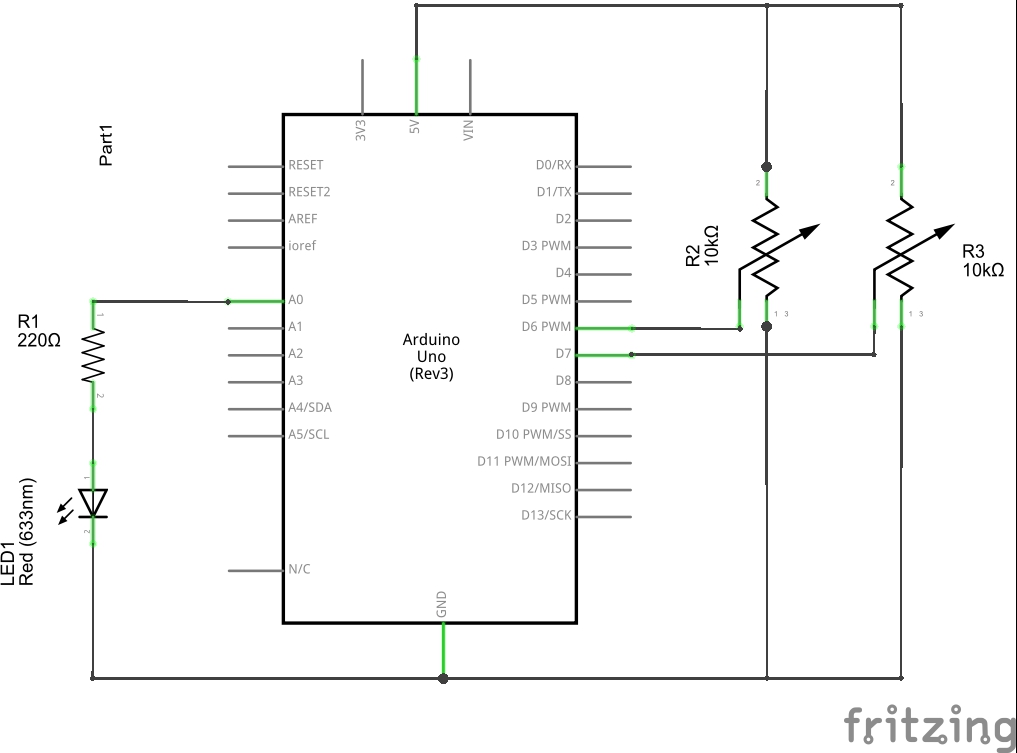 Part1
3V3
5V
VIN
RESET
RESET2
AREF
ioref
A0
A1
A2
A3
A4/SDA
A5/SCL
N/C
Arduino
Uno
(Rev3)
GND
D0/RX
D1/TX
D2
D3 PWM
D4
D5 PWM
D6 PWM
D7
D8
D9 PWM
D10 PWM/SS
D11 PWM/MOSI
D12/MISO
D13/SCK
R1
220Ω
1
2
LED1
Red (633nm)
1
2
R2
10kΩ
2
1 3
R3
10kΩ
2
1 3
fritzing